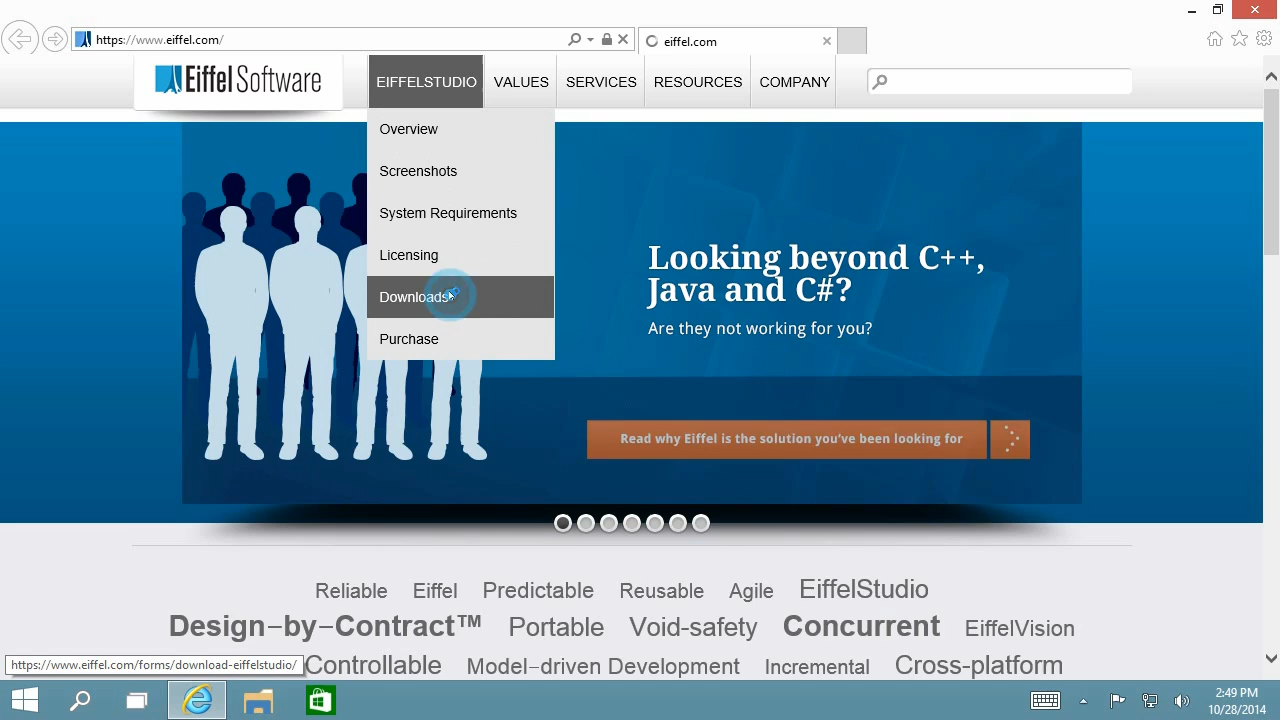 https://www.eiffel.com/
eiffel.com
Eiffel Software
EIFFELSTUDIO
VALUES
SERVICES
RESOURCES
COMPANY
Overview
Screenshots
System Requirements
Licensing
Downloads
Purchase
Looking beyond C++,
Java and C#?
Are they not working for you?
Read why Eiffel is the solution you've been looking for
Reliable Eiffel Predictable Reusable Agile EiffelStudio
Design-by-Contract™ Portable Void-safety Concurrent EiffelVision
Controllable Model-driven Development Incremental Cross-platform
https://www.eiffel.com/forms/download-eiffelstudio/
2:49 PM
10/28/2014